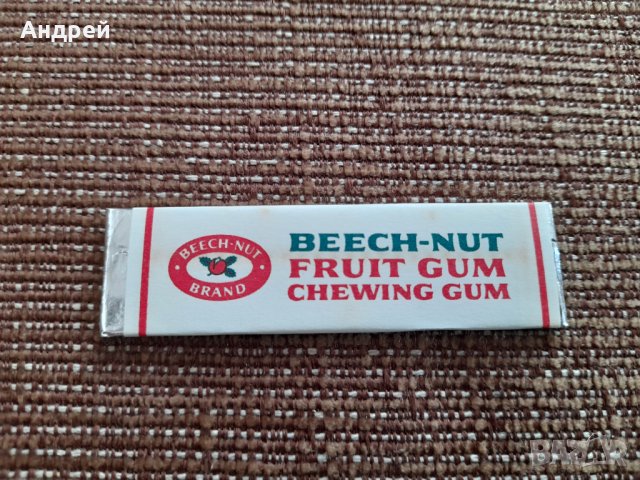 Андрей
BEECH-NUT
BRAND
BEECH-NUT
FRUIT GUM
CHEWING GUM